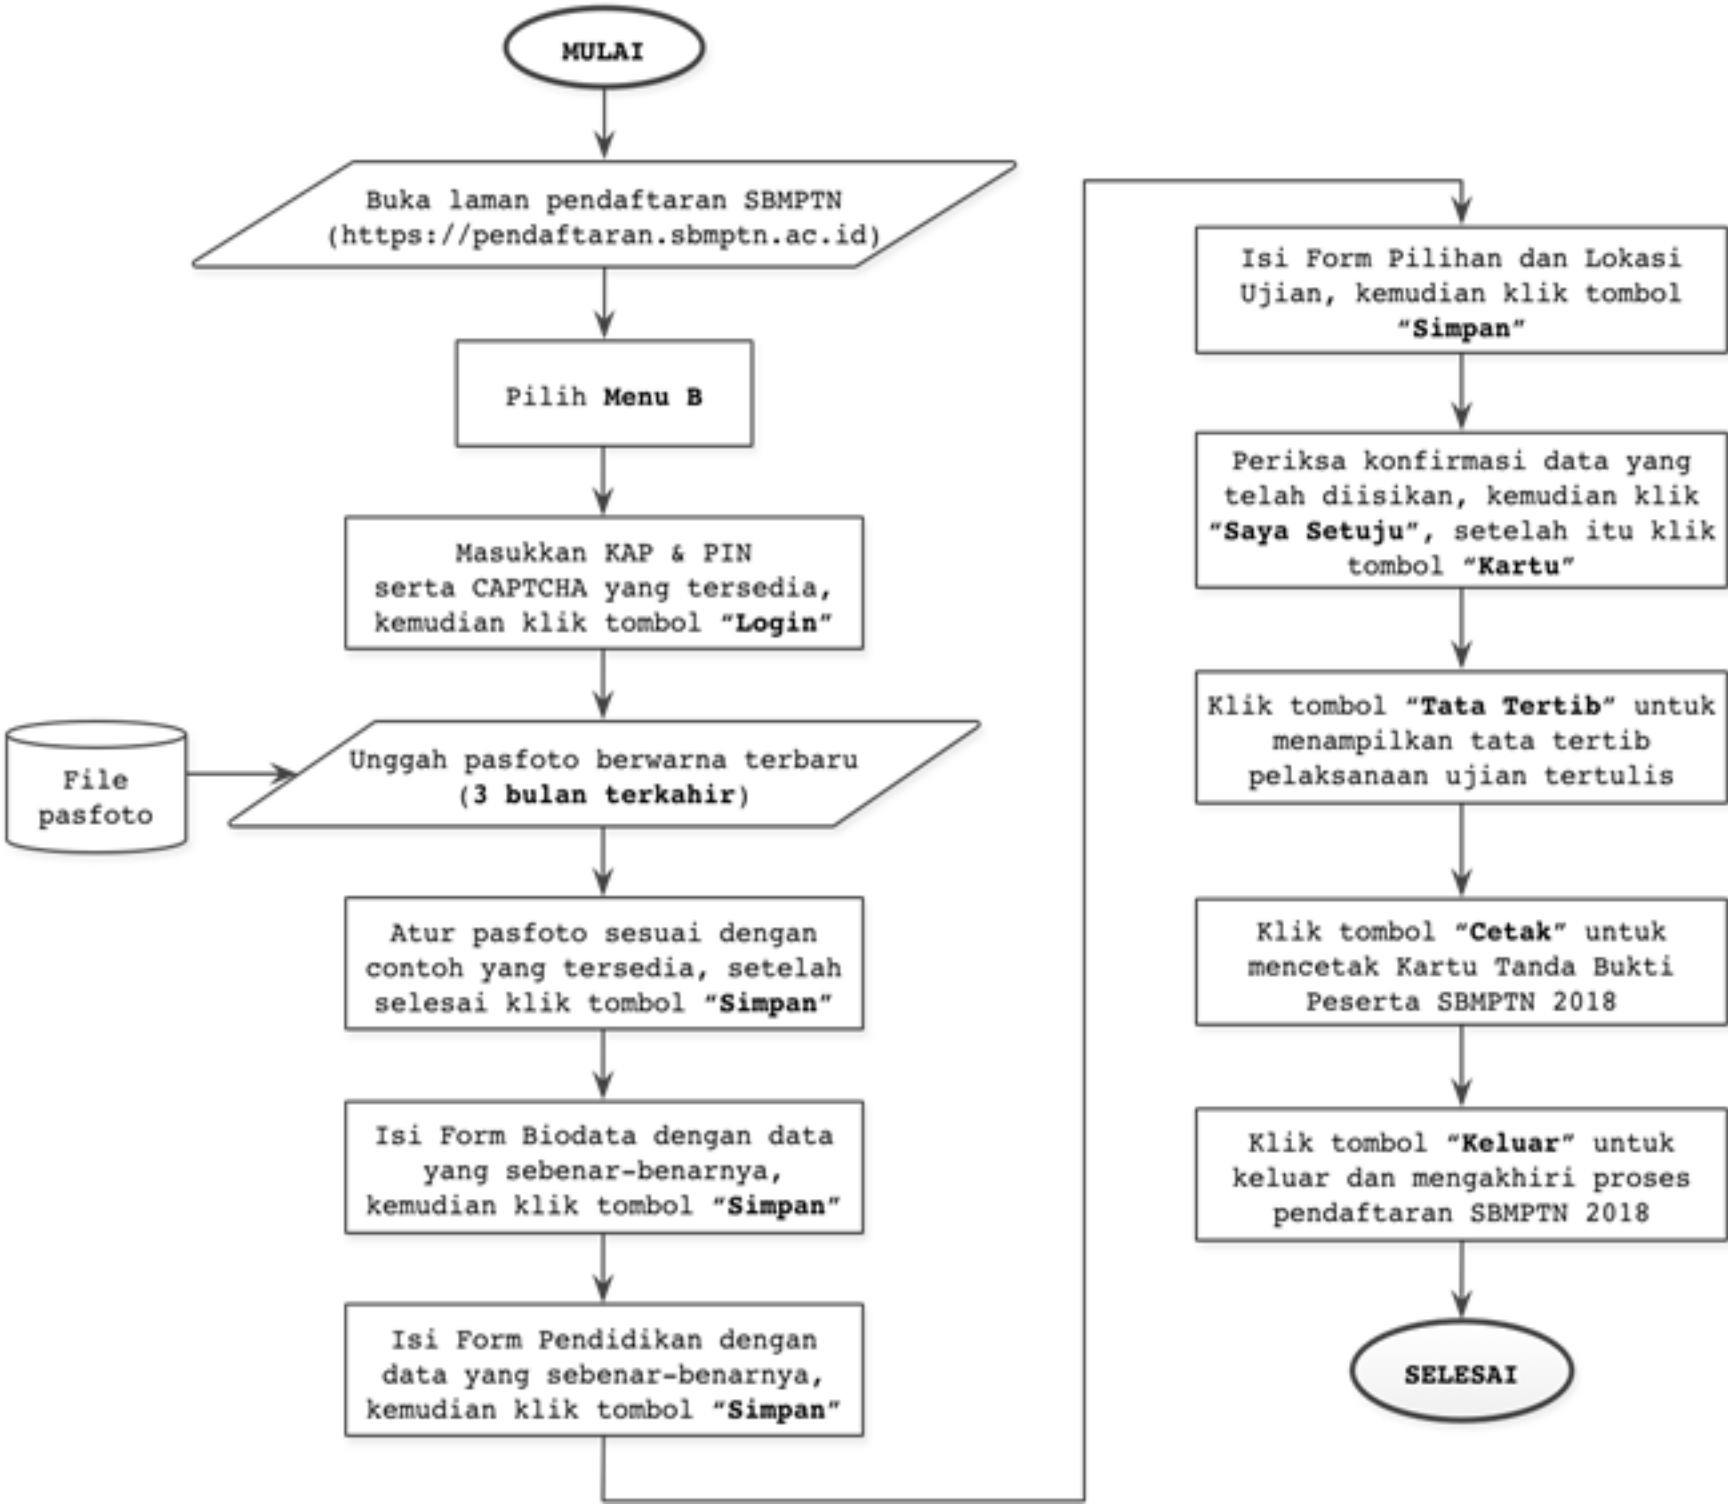 MULAI
Buka laman pendaftaran SBMPTN
(https://pendaftaran.sbmptn.ac.id)
Pilih Menu B
Masukkan KAP & PIN
serta CAPTCHA yang tersedia,
kemudian klik tombol “Login”
File
pasfoto
Unggah pasfoto berwarna terbaru
(3 bulan terkahir)
Atur pasfoto sesuai dengan
contoh yang tersedia, setelah
selesai klik tombol “Simpan”
Isi Form Biodata dengan data
yang sebenar-benarnya,
kemudian klik tombol “Simpan”
Isi Form Pendidikan dengan
data yang sebenar-benarnya,
kemudian klik tombol “Simpan”
Isi Form Pilihan dan Lokasi
Ujian, kemudian klik tombol
“Simpan”
Periksa konfirmasi data yang
telah diisikan, kemudian klik
“Saya Setuju”, setelah itu klik
tombol “Kartu”
Klik tombol “Tata Tertib” untuk
menampilkan tata tertib
pelaksanaan ujian tertulis
Klik tombol “Cetak” untuk
mencetak Kartu Tanda Bukti
Peserta SBMPTN 2018
Klik tombol “Keluar” untuk
keluar dan mengakhiri proses
pendaftaran SBMPTN 2018
SELESAI